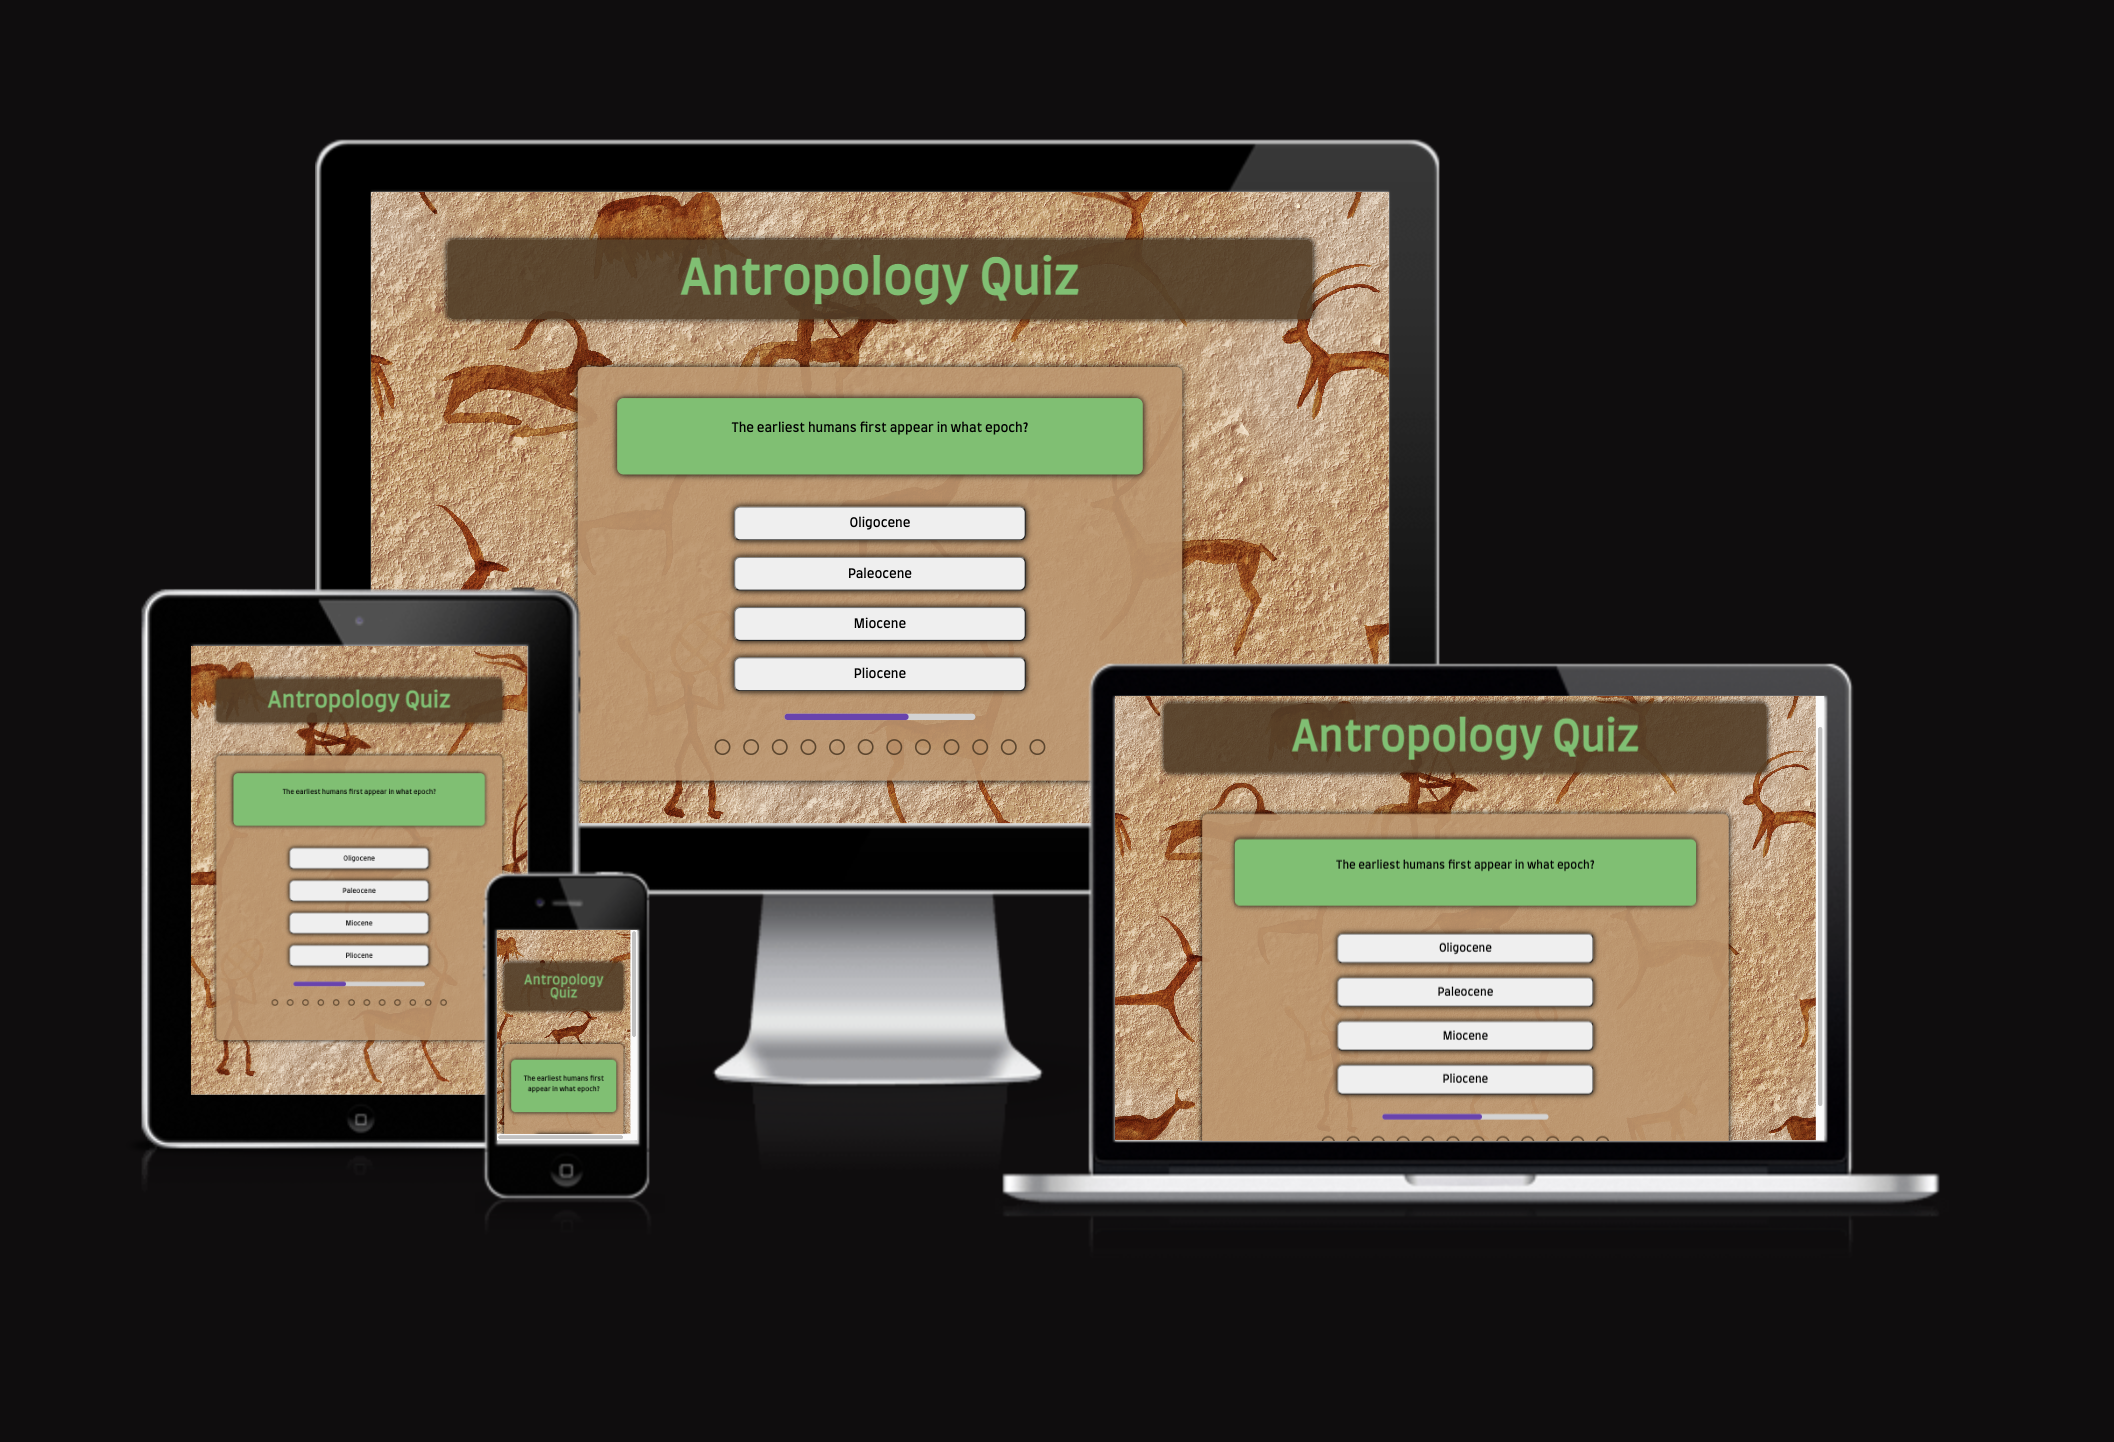 Antropology Quiz
The earliest humans first appear in what epoch?
Oligocene
Paleocene
Miocene
Pliocene
Antropology Quiz
The earliest humans first appear in what epoch?
Oligocene
Paleocene
Miocene
Pliocene
Antropology
Quiz
The earliest humans first
appear in what epoch?
Antropology Quiz
The earliest humans first appear in what epoch?
Oligocene
Paleocene
Miocene
Pliocene